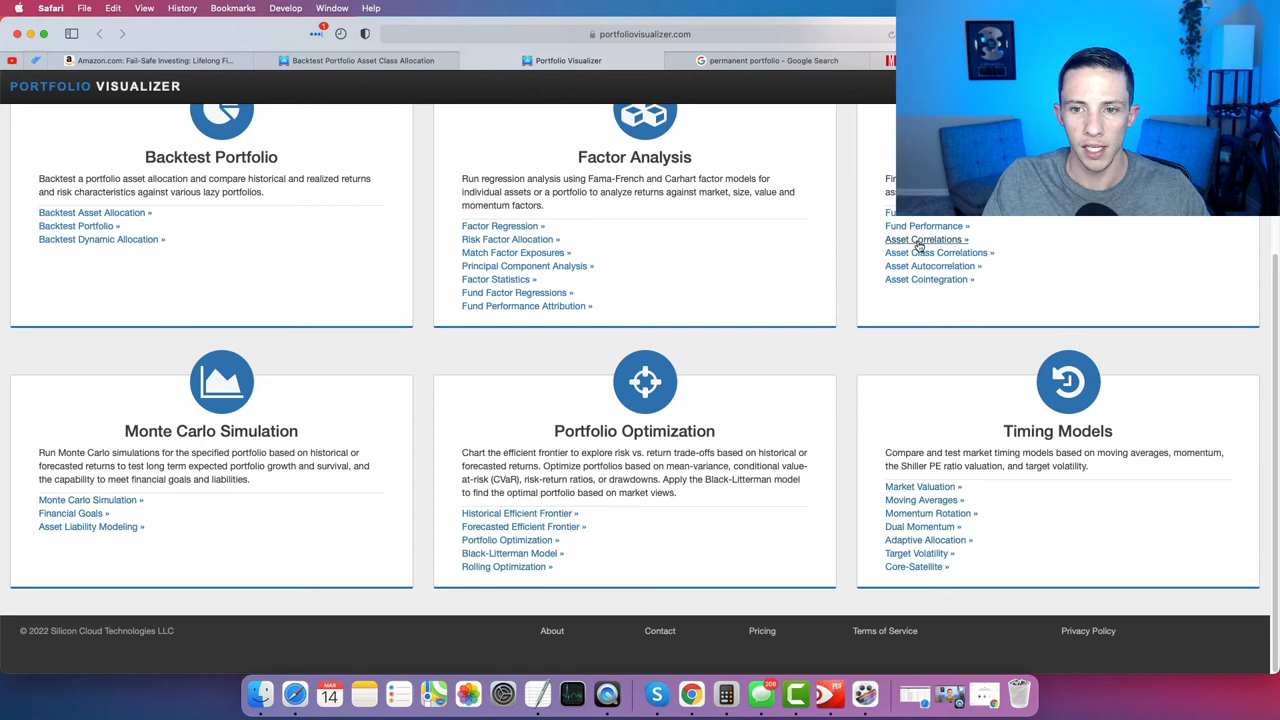 Safari File Edit View History Bookmarks Develop Window Help
1
portfoliovisualizer.com
Amazon.com: Fail-Safe Investing: Lifelong Fi...
Backtest Portfolio Asset Class Allocation
Portfolio Visualizer
permanent portfolio - Google Search
PORTFOLIO VISUALIZER
Backtest Portfolio
Backtest a portfolio asset allocation and compare historical and realized returns
and risk characteristics against various lazy portfolios.
Backtest Asset Allocation »
Backtest Portfolio »
Backtest Dynamic Allocation »
Factor Analysis
Run regression analysis using Fama-French and Carhart factor models for
individual assets or a portfolio to analyze returns against market, size, value and
momentum factors.
Factor Regression »
Risk Factor Allocation »
Match Factor Exposures »
Principal Component Analysis »
Factor Statistics »
Fund Factor Regressions »
Fund Performance Attribution »
Fund Performance »
Asset Correlations »
Asset Class Correlations »
Asset Autocorrelation »
Asset Cointegration »
Monte Carlo Simulation
Run Monte Carlo simulations for the specified portfolio based on historical or
forecasted returns to test long term expected portfolio growth and survival, and
the capability to meet financial goals and liabilities.
Monte Carlo Simulation »
Financial Goals »
Asset Liability Modeling »
Portfolio Optimization
Chart the efficient frontier to explore risk vs. return trade-offs based on historical or
forecasted returns. Optimize portfolios based on mean-variance, conditional value-
at-risk (CVaR), risk-return ratios, or drawdowns. Apply the Black-Litterman model
to find the optimal portfolio based on market views.
Historical Efficient Frontier »
Forecasted Efficient Frontier »
Portfolio Optimization »
Black-Litterman Model »
Rolling Optimization »
Timing Models
Compare and test market timing models based on moving averages, momentum,
the Shiller PE ratio valuation, and target volatility.
Market Valuation »
Moving Averages »
Momentum Rotation »
Dual Momentum »
Adaptive Allocation »
Target Volatility »
Core-Satellite »
© 2022 Silicon Cloud Technologies LLC
About
Contact
Pricing
Terms of Service
Privacy Policy
MAR
14
208
PDF